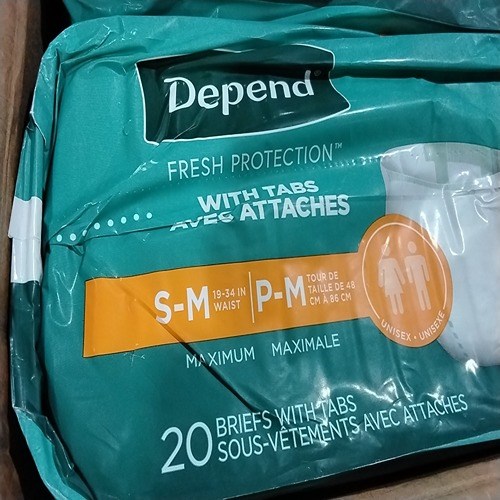 Depend
FRESH PROTECTION™
WITH TABS
AVEC ATTACHES
S-M 19-34 IN WAIST P-M TOUR DE TAILLE DE 48 CM À 86 CM
UNISEX • UNISEXE
MAXIMUM MAXIMALE
20 BRIEFS WITH TABS
SOUS-VÊTEMENTS AVEC ATTACHES